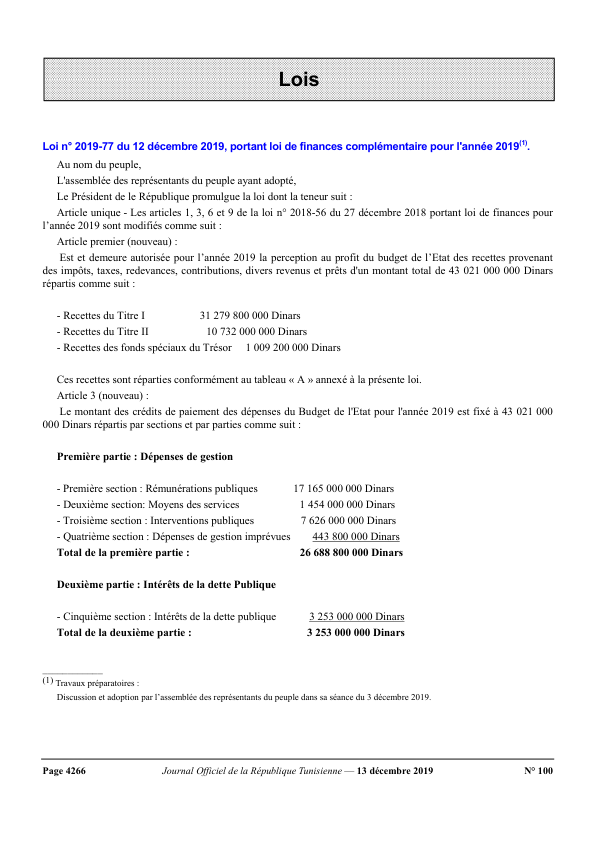 Lois
Loi n° 2019-77 du 12 décembre 2019, portant loi de finances complémentaire pour l'année 2019(1).
Au nom du peuple,
L'assemblée des représentants du peuple ayant adopté,
Le Président de le République promulgue la loi dont la teneur suit :
Article unique - Les articles 1, 3, 6 et 9 de la loi n° 2018-56 du 27 décembre 2018 portant loi de finances pour
l’année 2019 sont modifiés comme suit :
Article premier (nouveau) :
Est et demeure autorisée pour l’année 2019 la perception au profit du budget de l’Etat des recettes provenant
des impôts, taxes, redevances, contributions, divers revenus et prêts d'un montant total de 43 021 000 000 Dinars
répartis comme suit :
- Recettes du Titre I 31 279 800 000 Dinars
- Recettes du Titre II 10 732 000 000 Dinars
- Recettes des fonds spéciaux du Trésor 1 009 200 000 Dinars
Ces recettes sont réparties conformément au tableau « A » annexé à la présente loi.
Article 3 (nouveau) :
Le montant des crédits de paiement des dépenses du Budget de l'Etat pour l'année 2019 est fixé à 43 021 000
000 Dinars répartis par sections et par parties comme suit :
Première partie : Dépenses de gestion
- Première section : Rémunérations publiques 17 165 000 000 Dinars
- Deuxième section: Moyens des services 1 454 000 000 Dinars
- Troisième section : Interventions publiques 7 626 000 000 Dinars
- Quatrième section : Dépenses de gestion imprévues 443 800 000 Dinars
Total de la première partie : 26 688 800 000 Dinars
Deuxième partie : Intérêts de la dette Publique
- Cinquième section : Intérêts de la dette publique 3 253 000 000 Dinars
Total de la deuxième partie : 3 253 000 000 Dinars
(1) Travaux préparatoires :
Discussion et adoption par l’assemblée des représentants du peuple dans sa séance du 3 décembre 2019.
Page 4266 Journal Officiel de la République Tunisienne — 13 décembre 2019 N° 100